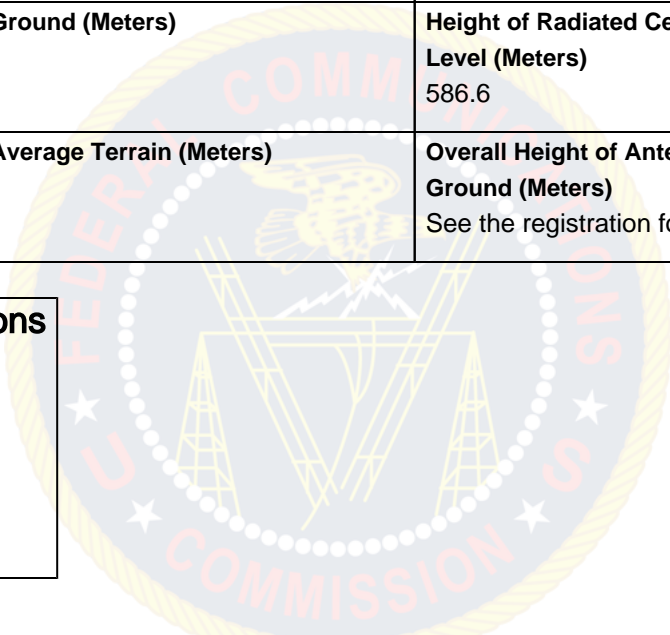 Ground (Meters)
Height of Radiated Ce
Level (Meters)
586.6
Average Terrain (Meters)
Overall Height of Ante
Ground (Meters)
See the registration fo
ons
FEDERAL COMMUNICATIONS
COMMISSION
U S